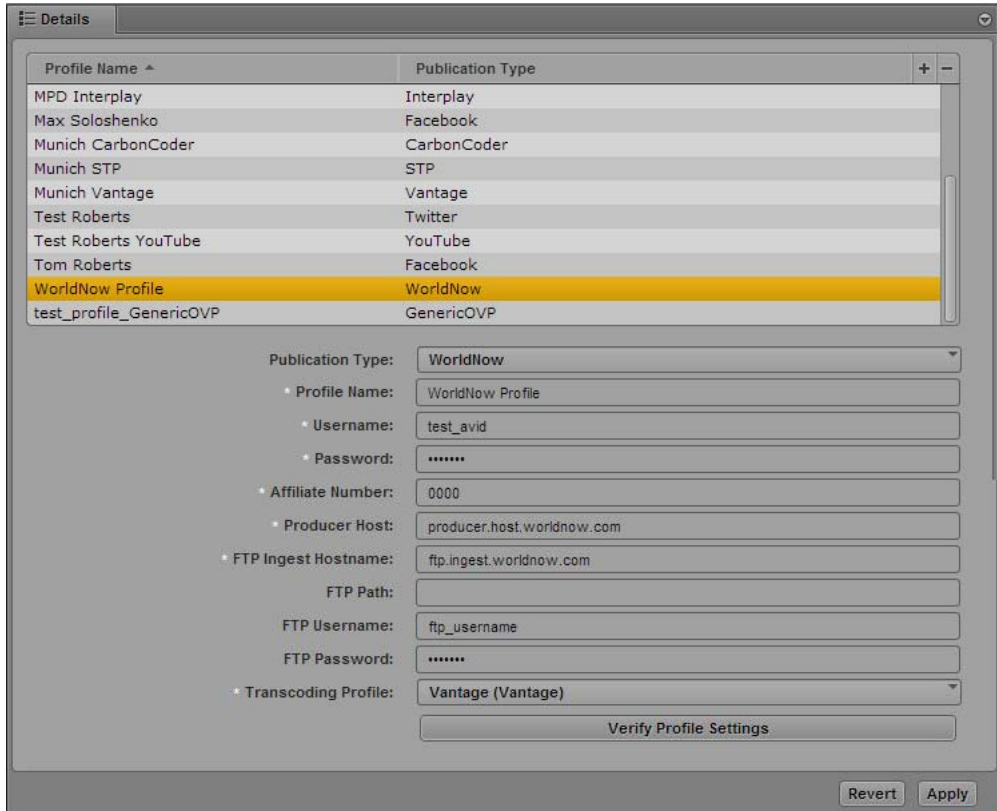 Details
Profile Name Publication Type + −
MPD Interplay Interplay
Max Soloshenko Facebook
Munich CarbonCoder CarbonCoder
Munich STP STP
Munich Vantage Vantage
Test Roberts Twitter
Test Roberts YouTube YouTube
Tom Roberts Facebook
WorldNow Profile WorldNow
test_profile_GenericOVP GenericOVP
Publication Type: WorldNow
* Profile Name: WorldNow Profile
* Username: test_avid
* Password: •••••••
* Affiliate Number: 0000
* Producer Host: producer.host.worldnow.com
* FTP Ingest Hostname: ftp.ingest.worldnow.com
FTP Path:
FTP Username: ftp_username
FTP Password: •••••••
* Transcoding Profile: Vantage (Vantage)
Verify Profile Settings
Revert Apply